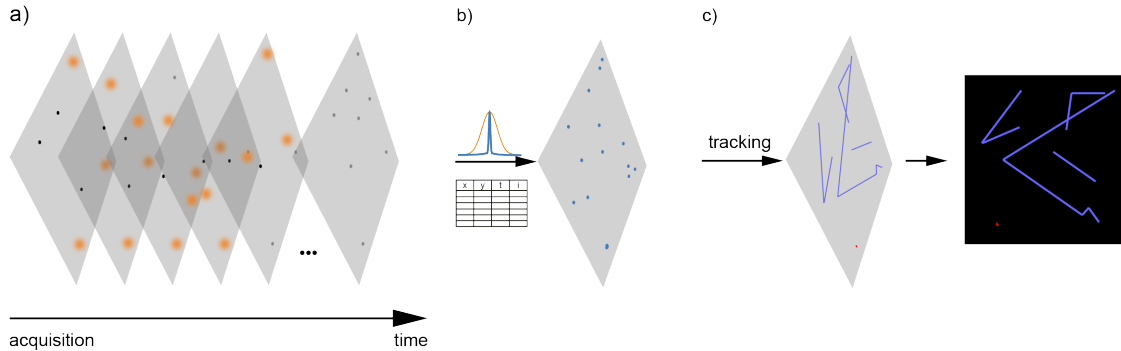 a)
b)
c)
x y t i
tracking
•••
acquisition
time